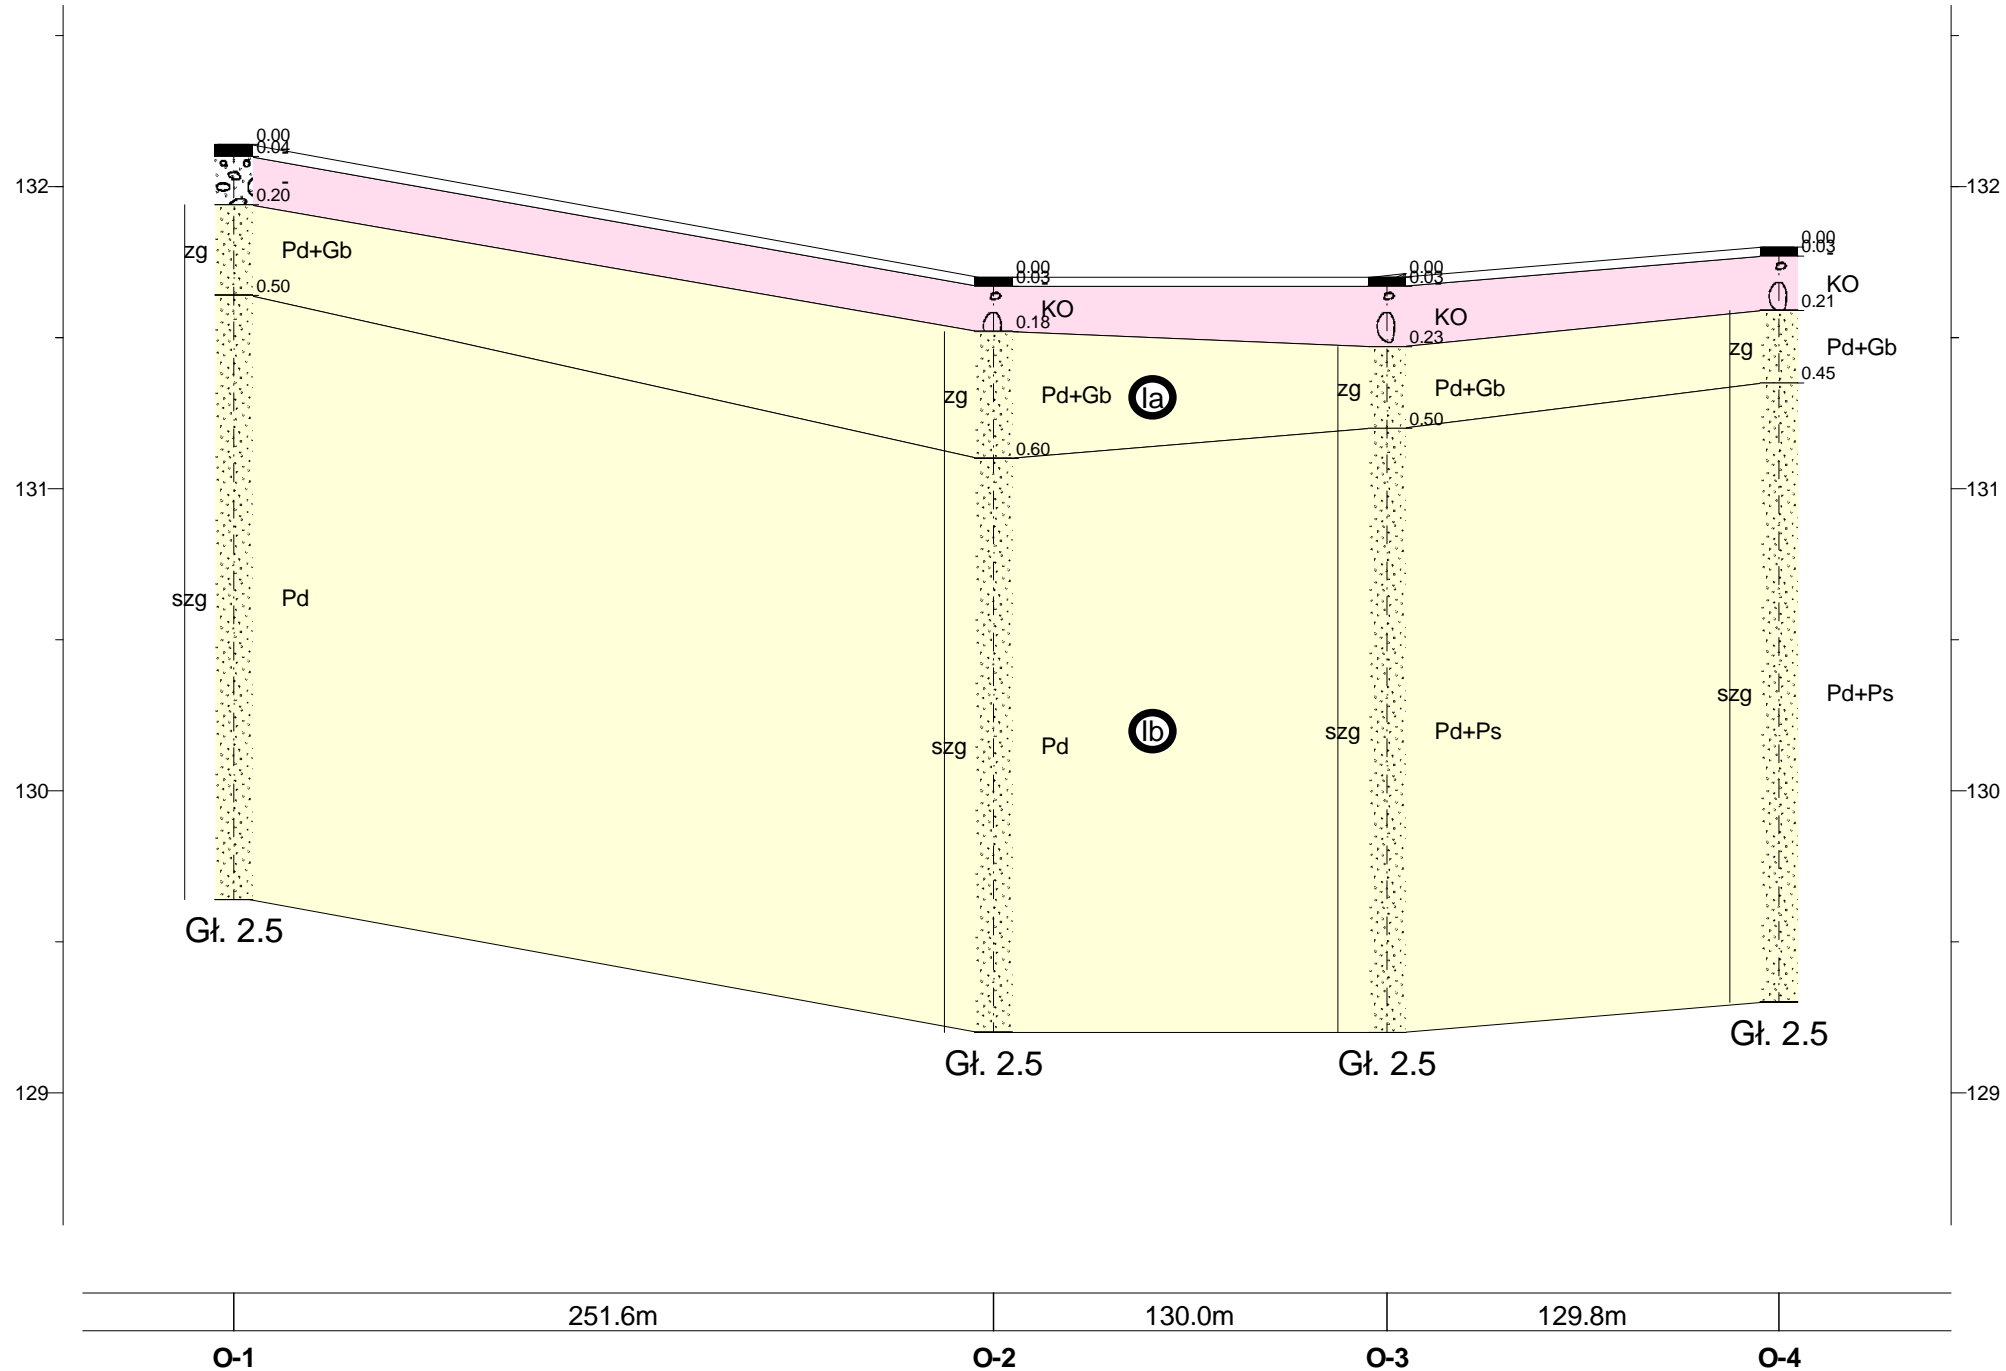 132
132
131
131
130
130
129
129
0.00
0.04
-
0.20
zg
Pd+Gb
0.50
szg
Pd
Gł. 2.5
0.00
0.03
-
KO
0.18
zg
Pd+Gb
Ia
0.60
szg
Pd
Ib
Gł. 2.5
0.00
0.03
KO
0.23
zg
Pd+Gb
0.50
szg
Pd+Ps
Gł. 2.5
0.00
0.03
-
KO
0.21
zg
Pd+Gb
0.45
szg
Pd+Ps
Gł. 2.5
251.6m
130.0m
129.8m
O-1
O-2
O-3
O-4